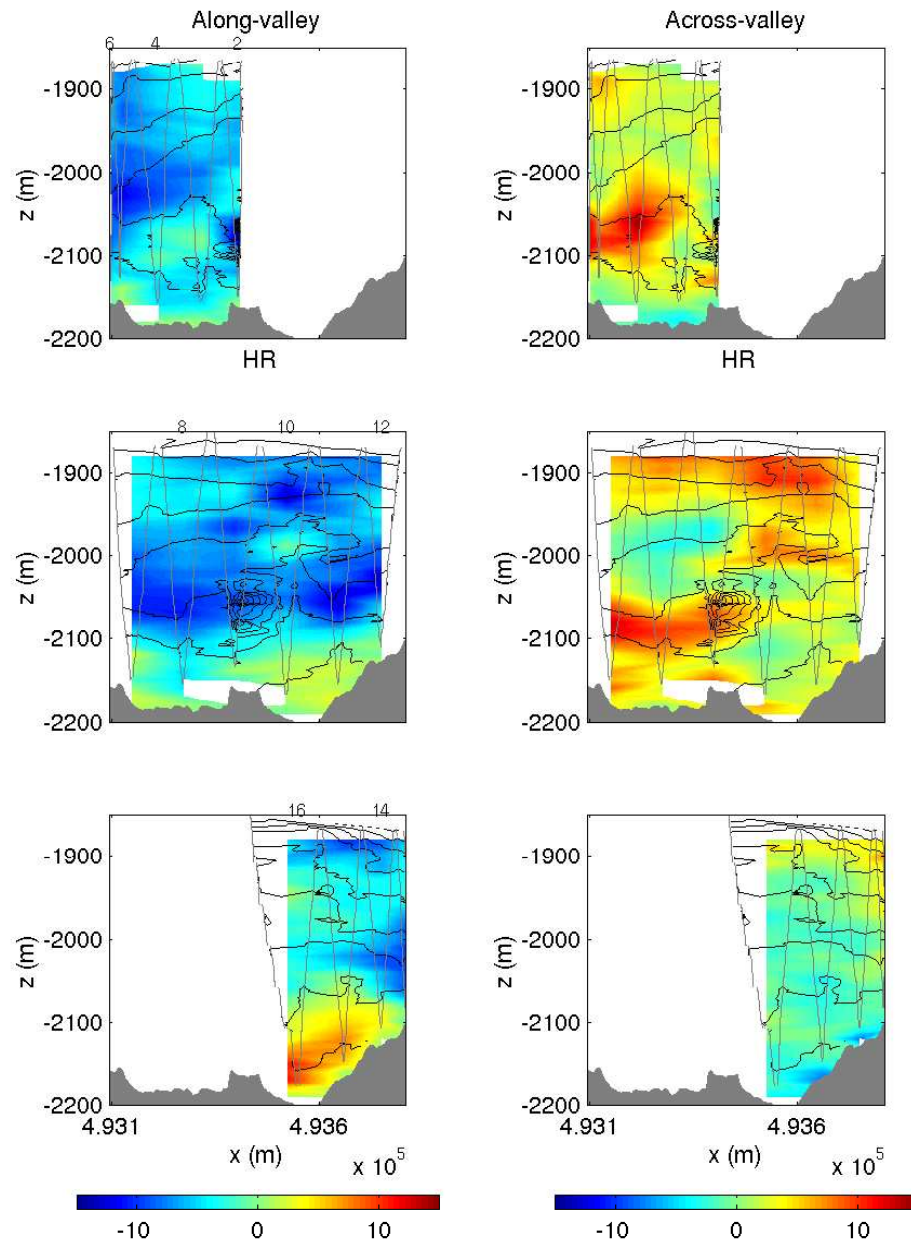 Along-valley Across-valley
6 4 2
-1900 -1900
-2000 -2000
-2100 -2100
-2200 -2200
z (m) z (m)
HR HR
8 10 12
-1900 -1900
-2000 -2000
-2100 -2100
-2200 -2200
z (m) z (m)
16 14
-1900 -1900
-2000 -2000
-2100 -2100
-2200 -2200
z (m) z (m)
4.931 4.936 4.931 4.936
x (m) x 10^5 x (m) x 10^5
-10 0 10 -10 0 10